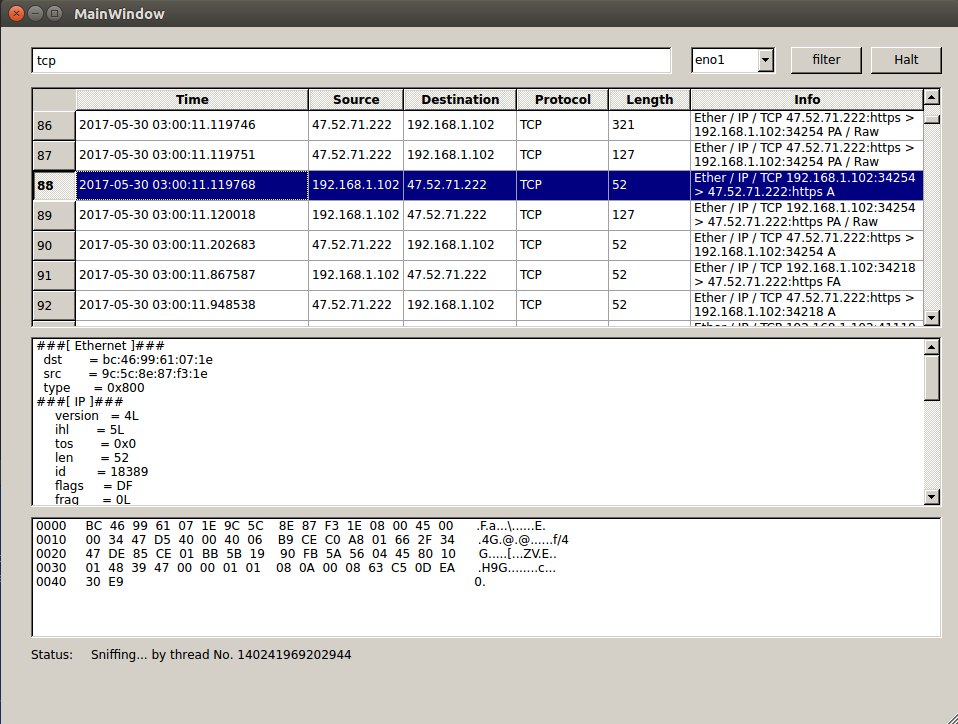 MainWindow
tcp eno1 filter Halt
Time Source Destination Protocol Length Info
86 2017-05-30 03:00:11.119746 47.52.71.222 192.168.1.102 TCP 321 Ether / IP / TCP 47.52.71.222:https >
192.168.1.102:34254 PA / Raw
87 2017-05-30 03:00:11.119751 47.52.71.222 192.168.1.102 TCP 127 Ether / IP / TCP 47.52.71.222:https >
192.168.1.102:34254 PA / Raw
88 2017-05-30 03:00:11.119768 192.168.1.102 47.52.71.222 TCP 52 Ether / IP / TCP 192.168.1.102:34254
> 47.52.71.222:https A
89 2017-05-30 03:00:11.120018 192.168.1.102 47.52.71.222 TCP 127 Ether / IP / TCP 192.168.1.102:34254
> 47.52.71.222:https PA / Raw
90 2017-05-30 03:00:11.202683 47.52.71.222 192.168.1.102 TCP 52 Ether / IP / TCP 47.52.71.222:https >
192.168.1.102:34254 A
91 2017-05-30 03:00:11.867587 192.168.1.102 47.52.71.222 TCP 52 Ether / IP / TCP 192.168.1.102:34218
> 47.52.71.222:https FA
92 2017-05-30 03:00:11.948538 47.52.71.222 192.168.1.102 TCP 52 Ether / IP / TCP 47.52.71.222:https >
192.168.1.102:34218 A
###[ Ethernet ]###
dst = bc:46:99:61:07:1e
src = 9c:5c:8e:87:f3:1e
type = 0x800
###[ IP ]###
version = 4L
ihl = 5L
tos = 0x0
len = 52
id = 18389
flags = DF
frag = 0L
0000 BC 46 99 61 07 1E 9C 5C 8E 87 F3 1E 08 00 45 00 .F.a...\......E.
0010 00 34 47 D5 40 00 40 06 B9 CE C0 A8 01 66 2F 34 .4G.@.@......f/4
0020 47 DE 85 CE 01 BB 5B 19 90 FB 5A 56 04 45 80 10 G.....[...ZV.E..
0030 01 48 39 47 00 00 01 01 08 0A 00 08 63 C5 0D EA .H9G........c...
0040 30 E9 0.
Status: Sniffing... by thread No. 140241969202944